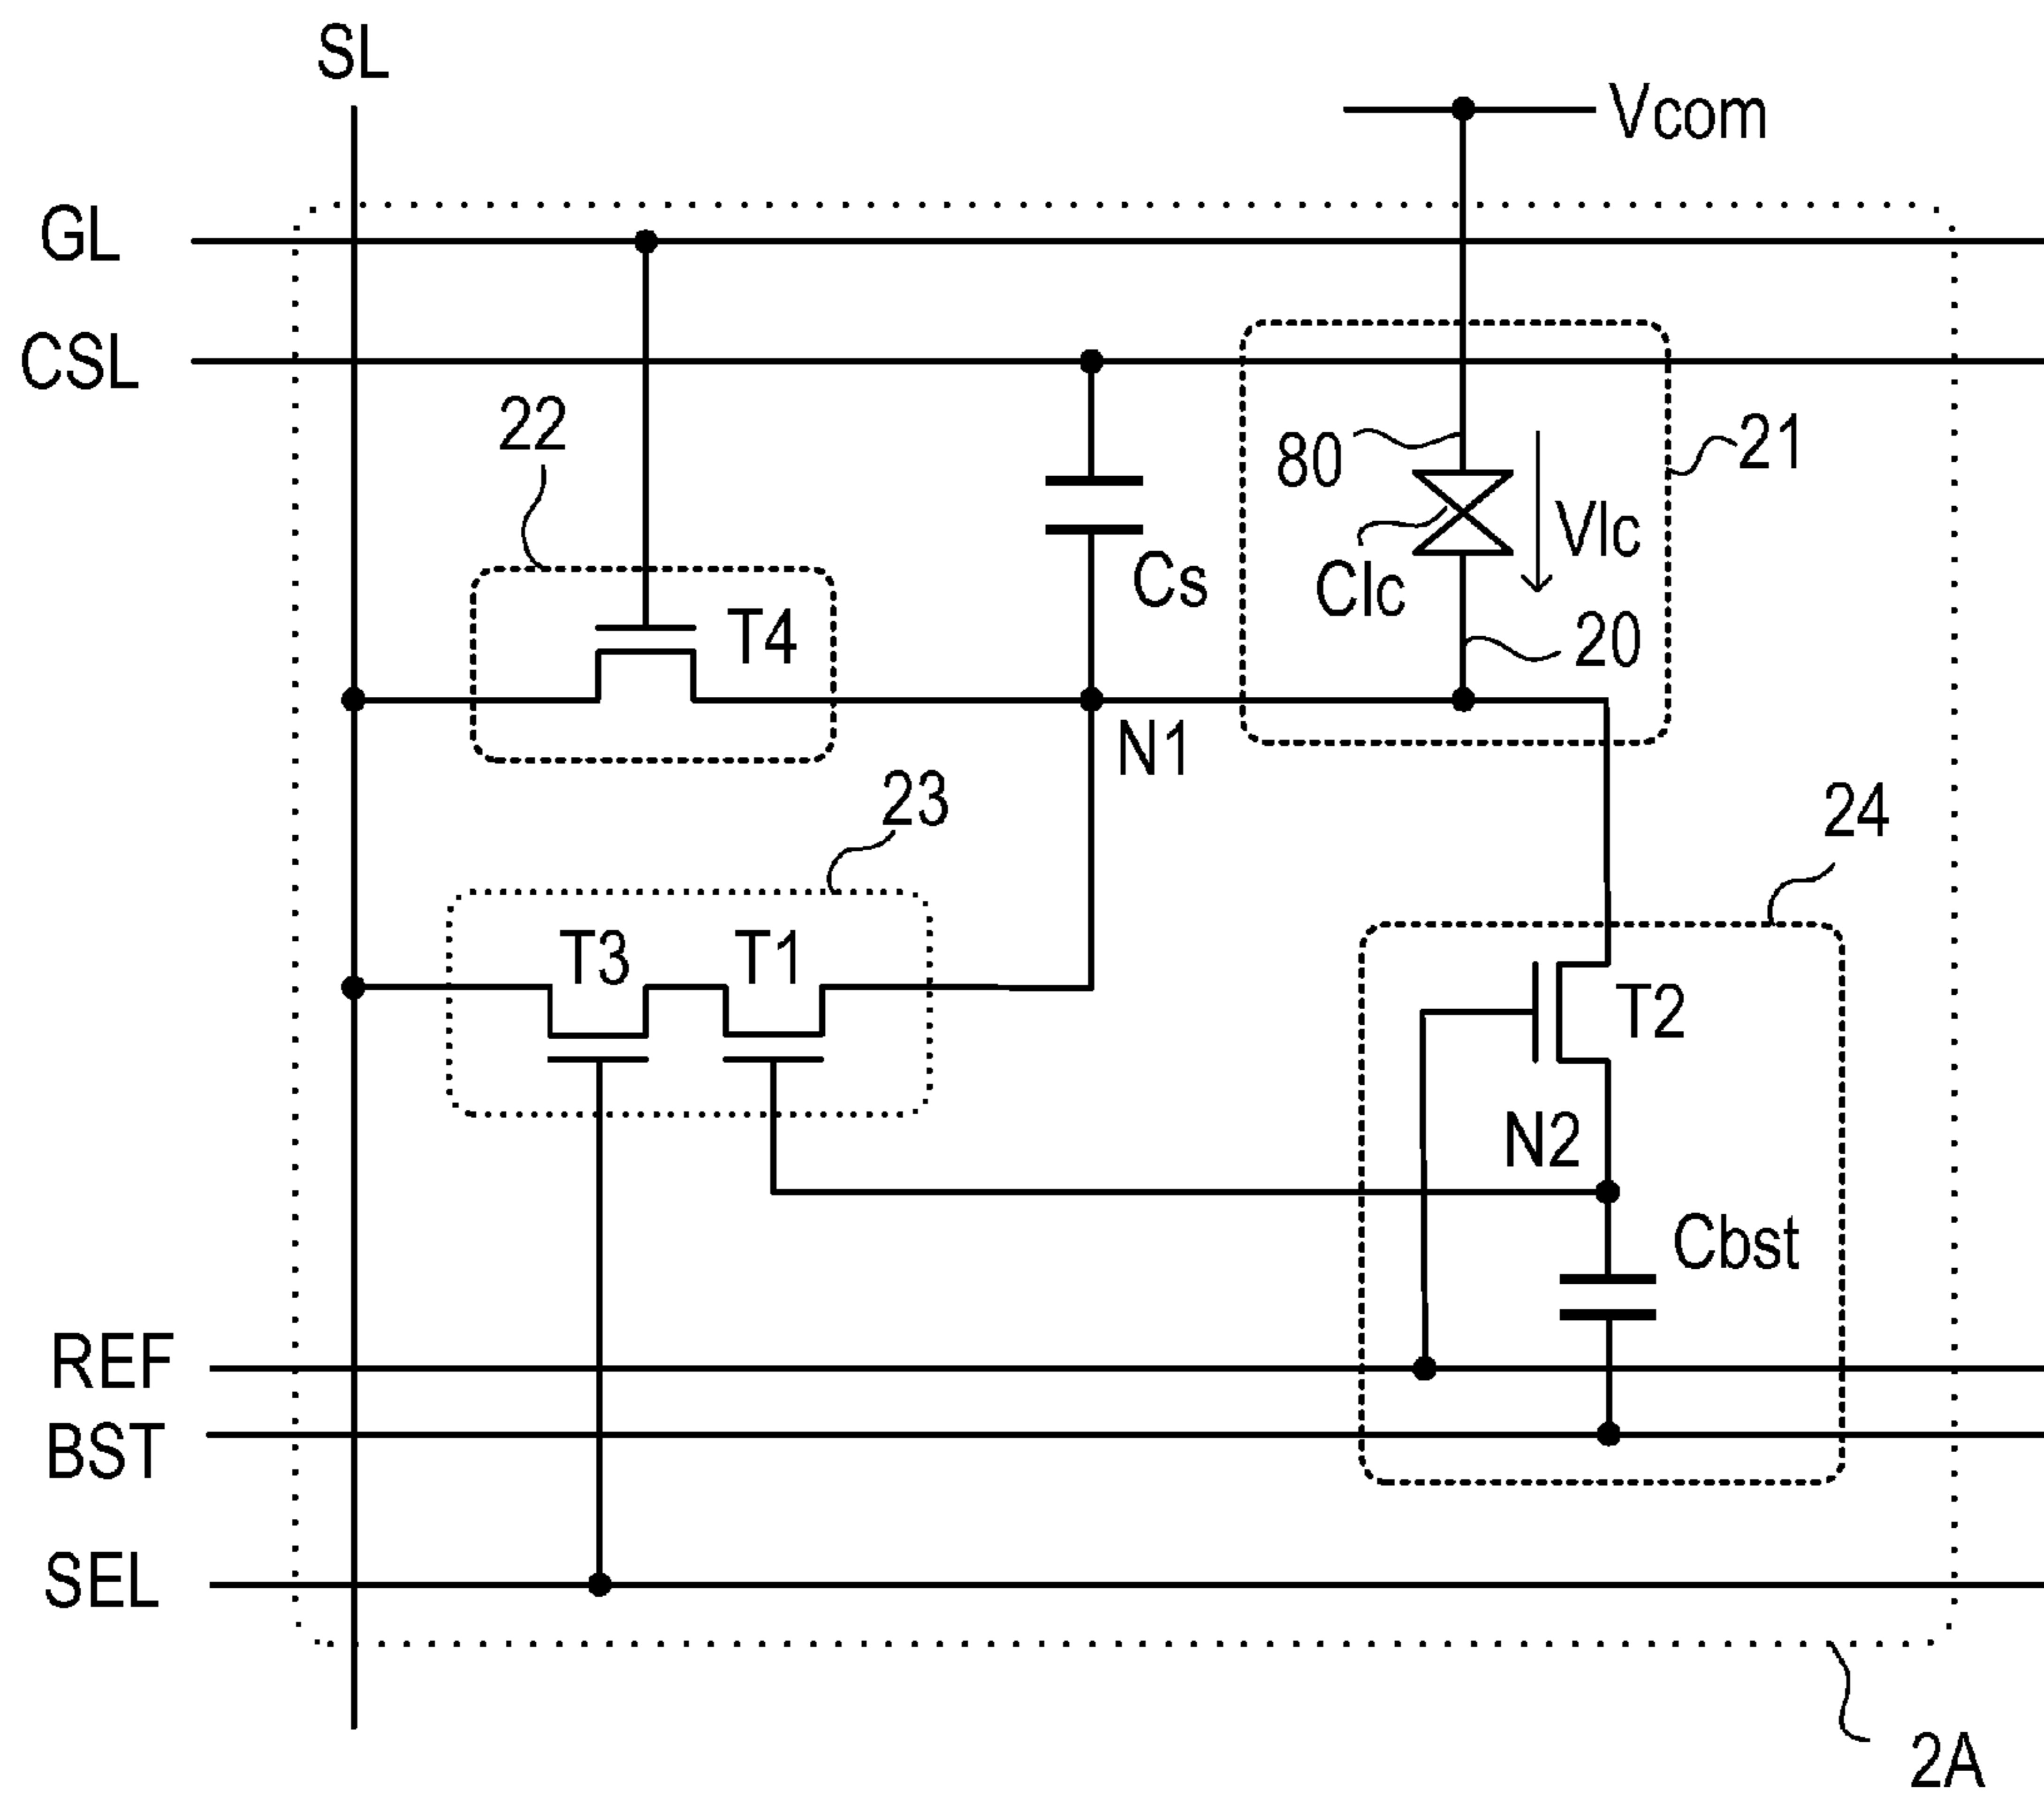 SL
Vcom
GL
CSL
22
80
21
Vlc
Clc
Cs
T4
20
N1
23
24
T3
T1
T2
N2
Cbst
REF
BST
SEL
2A